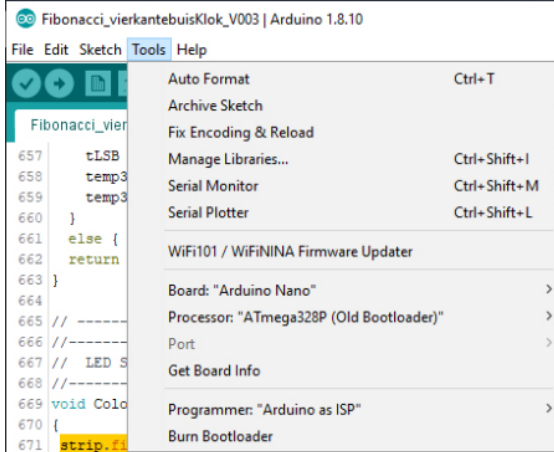 Fibonacci_vierkantebuisKlok_V003 | Arduino 1.8.10
File Edit Sketch Tools Help
Fibonacci_vier
Auto Format Ctrl+T
Archive Sketch
Fix Encoding & Reload
Manage Libraries... Ctrl+Shift+I
Serial Monitor Ctrl+Shift+M
Serial Plotter Ctrl+Shift+L
WiFi101 / WiFiNINA Firmware Updater
Board: "Arduino Nano"
Processor: "ATmega328P (Old Bootloader)"
Port
Get Board Info
Programmer: "Arduino as ISP"
Burn Bootloader
657 tLSB
658 temp3
659 temp3
660 }
661 else {
662 return
663 }
664
665 // -------
666 //-------
667 // LED S
668 //-------
669 void Colo
670 {
671 strip.fi